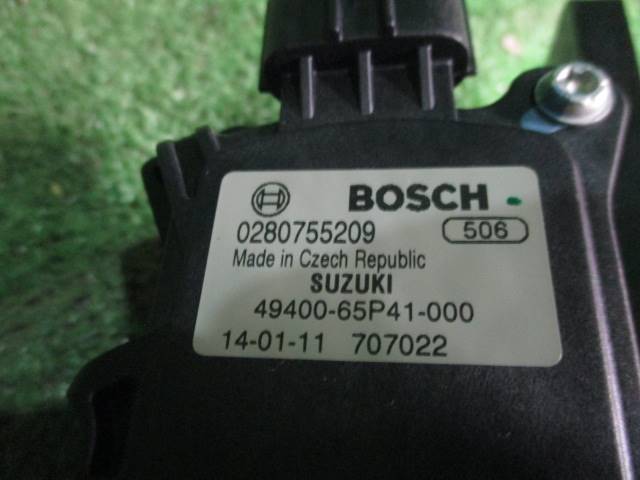 BOSCH
0280755209 506
Made in Czech Republic
SUZUKI
49400-65P41-000
14-01-11 707022